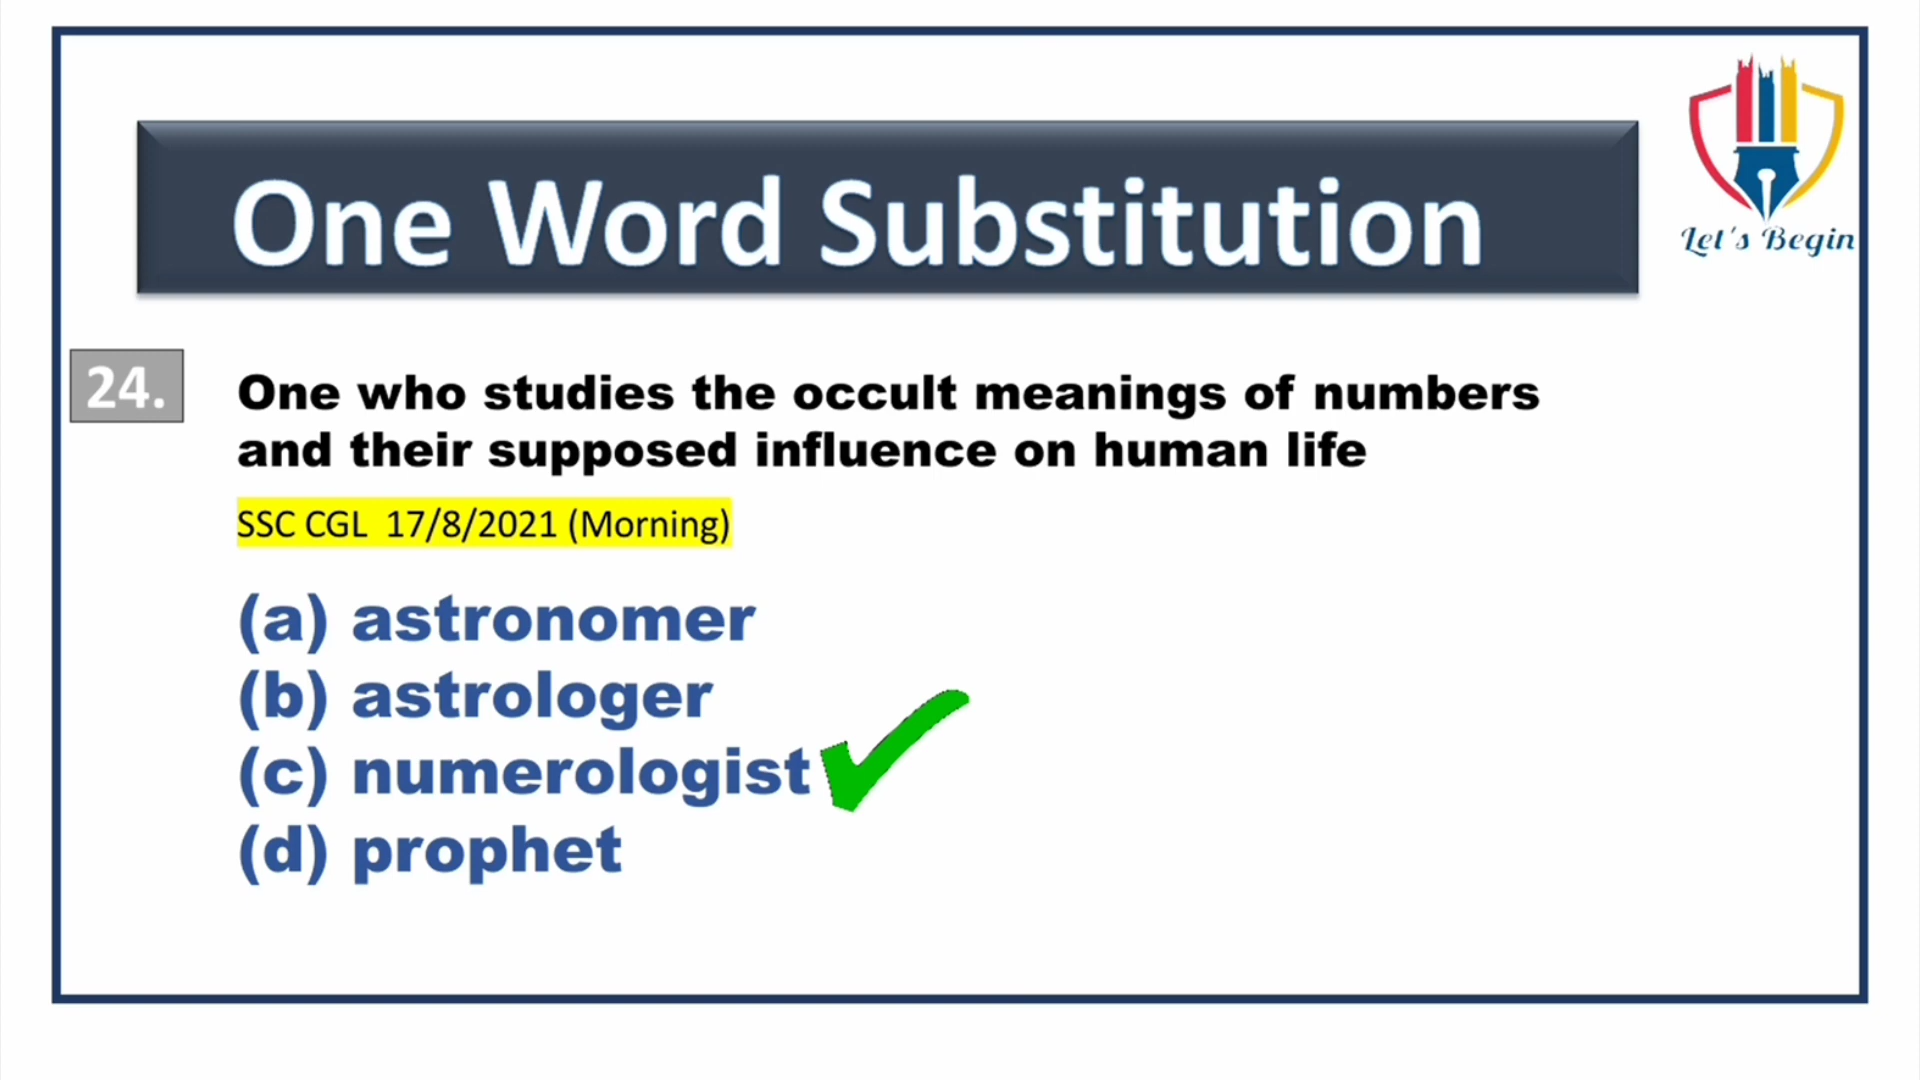 One Word Substitution
Let's Begin
24.
One who studies the occult meanings of numbers
and their supposed influence on human life
SSC CGL 17/8/2021 (Morning)
(a) astronomer
(b) astrologer
(c) numerologist
(d) prophet